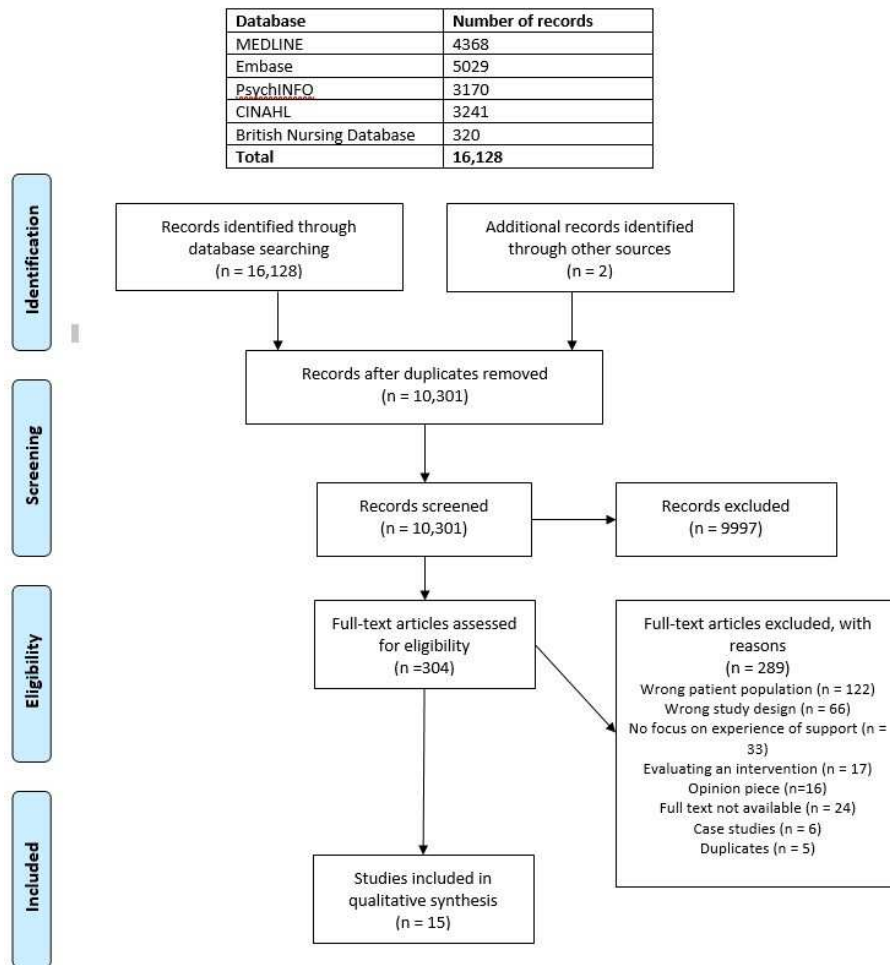 Database Number of records
MEDLINE 4368
Embase 5029
PsychINFO 3170
CINAHL 3241
British Nursing Database 320
Total 16,128
Identification
Records identified through
database searching
(n = 16,128)
Additional records identified
through other sources
(n = 2)
Records after duplicates removed
(n = 10,301)
Screening
Records screened
(n = 10,301)
Records excluded
(n = 9997)
Eligibility
Full-text articles assessed
for eligibility
(n =304)
Full-text articles excluded, with
reasons
(n = 289)
Wrong patient population (n = 122)
Wrong study design (n = 66)
No focus on experience of support (n =
33)
Evaluating an intervention (n = 17)
Opinion piece (n=16)
Full text not available (n = 24)
Case studies (n = 6)
Duplicates (n = 5)
Included
Studies included in
qualitative synthesis
(n = 15)